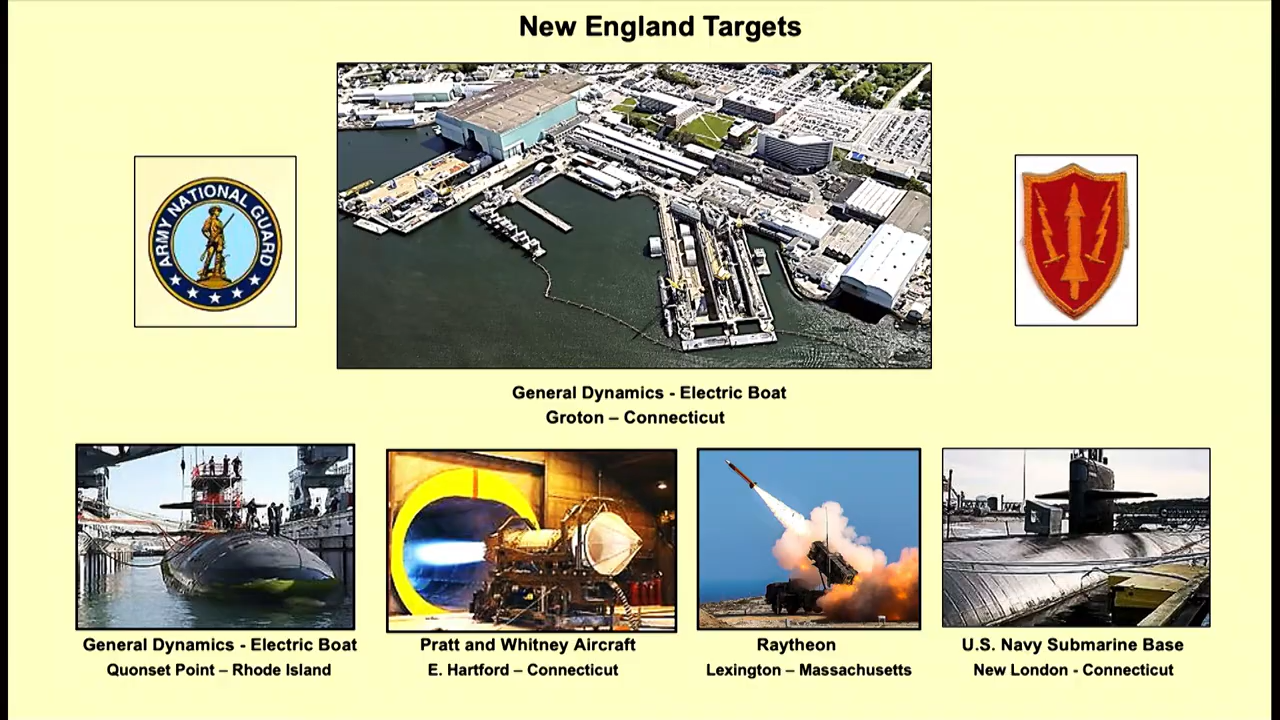 New England Targets
ARMY NATIONAL GUARD
General Dynamics - Electric Boat
Groton – Connecticut
General Dynamics - Electric Boat
Quonset Point – Rhode Island
Pratt and Whitney Aircraft
E. Hartford – Connecticut
Raytheon
Lexington – Massachusetts
U.S. Navy Submarine Base
New London - Connecticut